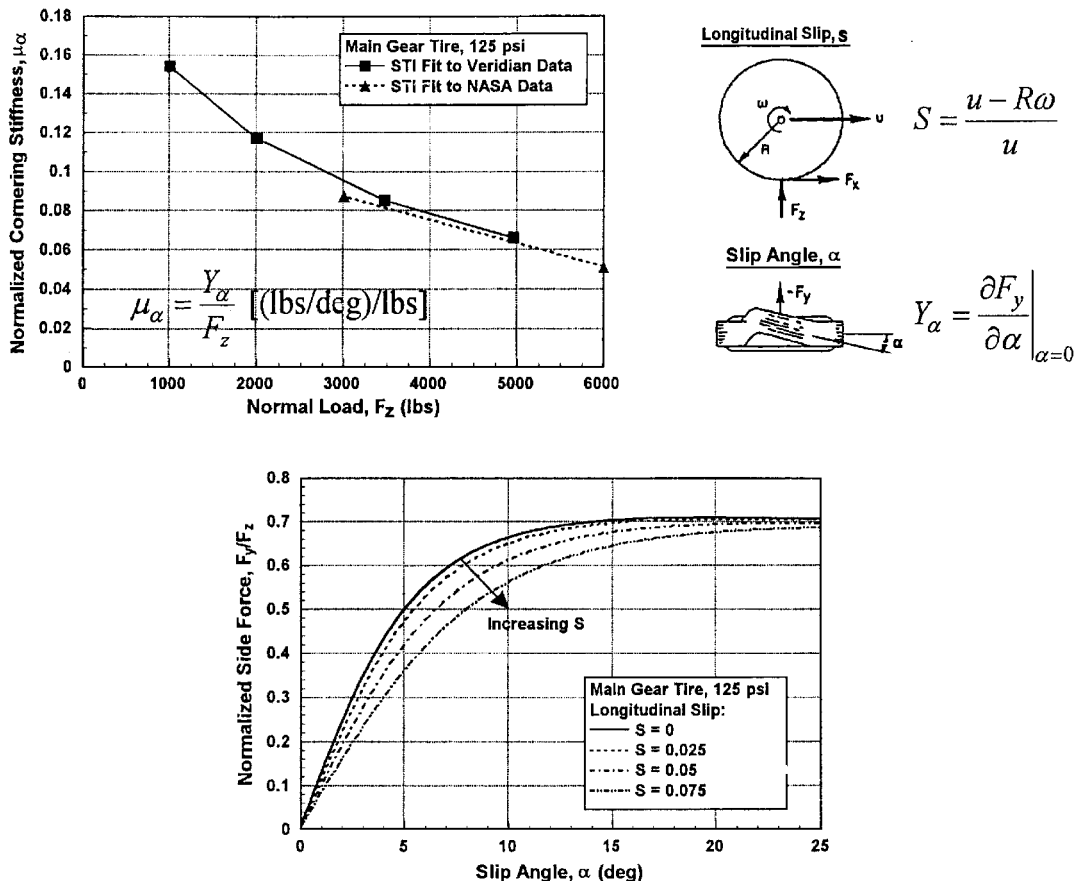 Normalized Cornering Stiffness, μα
0.18
0.16
0.14
0.12
0.10
0.08
0.06
0.04
0.02
0
Main Gear Tire, 125 psi
STI Fit to Veridian Data
STI Fit to NASA Data
μα = Yα / Fz [(lbs/deg)/lbs]
0 1000 2000 3000 4000 5000 6000
Normal Load, Fz (lbs)
Longitudinal Slip, s
ω
u
R
Fx
Fz
S = (u − Rω) / u
Slip Angle, α
-Fy
α
Yα = ∂Fy / ∂α |α=0
Normalized Side Force, Fy/Fz
0.8
0.7
0.6
0.5
0.4
0.3
0.2
0.1
0
Increasing S
Main Gear Tire, 125 psi
Longitudinal Slip:
S = 0
S = 0.025
S = 0.05
S = 0.075
0 5 10 15 20 25
Slip Angle, α (deg)